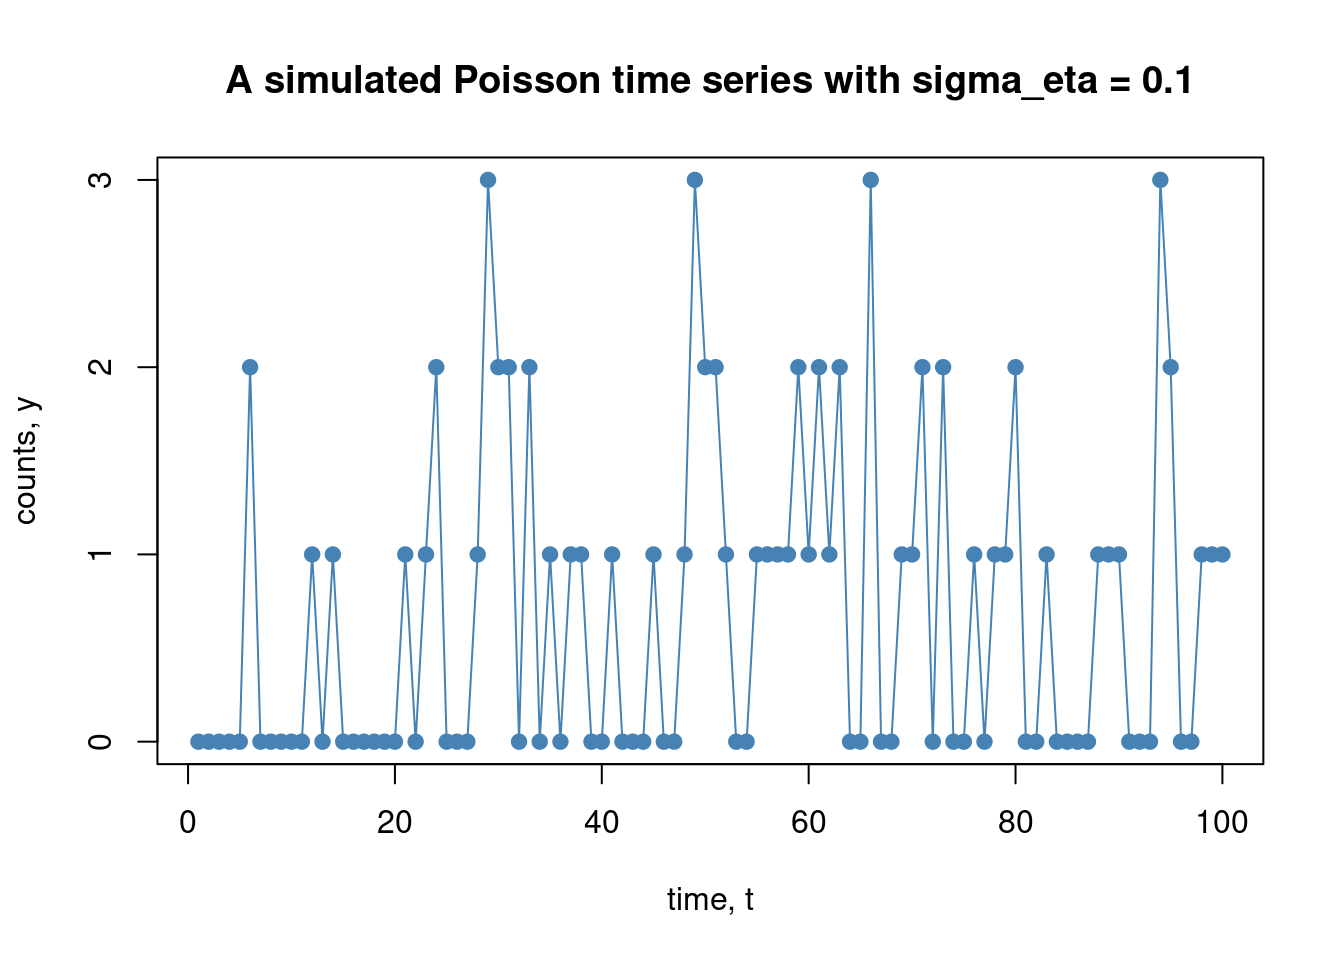 A simulated Poisson time series with sigma_eta = 0.1
counts, y
3
2
1
0
0 20 40 60 80 100
time, t